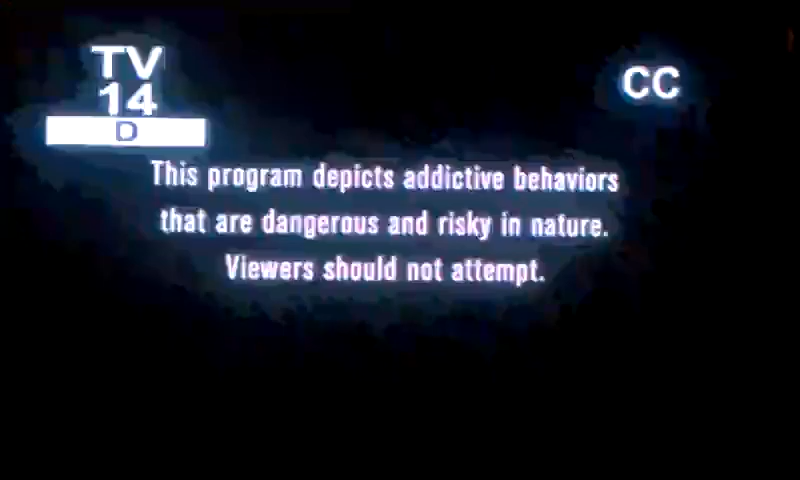 TV
14
D
CC
This program depicts addictive behaviors
that are dangerous and risky in nature.
Viewers should not attempt.